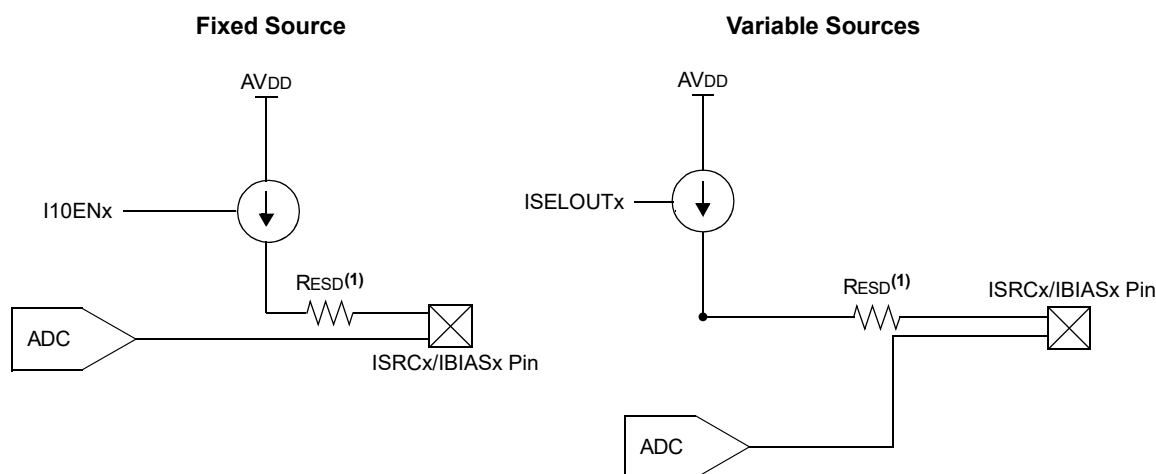 Fixed Source
AVDD
I10ENx
RESD(1)
ADC
ISRCx/IBIASx Pin
Variable Sources
AVDD
ISELOUTx
RESD(1)
ISRCx/IBIASx Pin
ADC